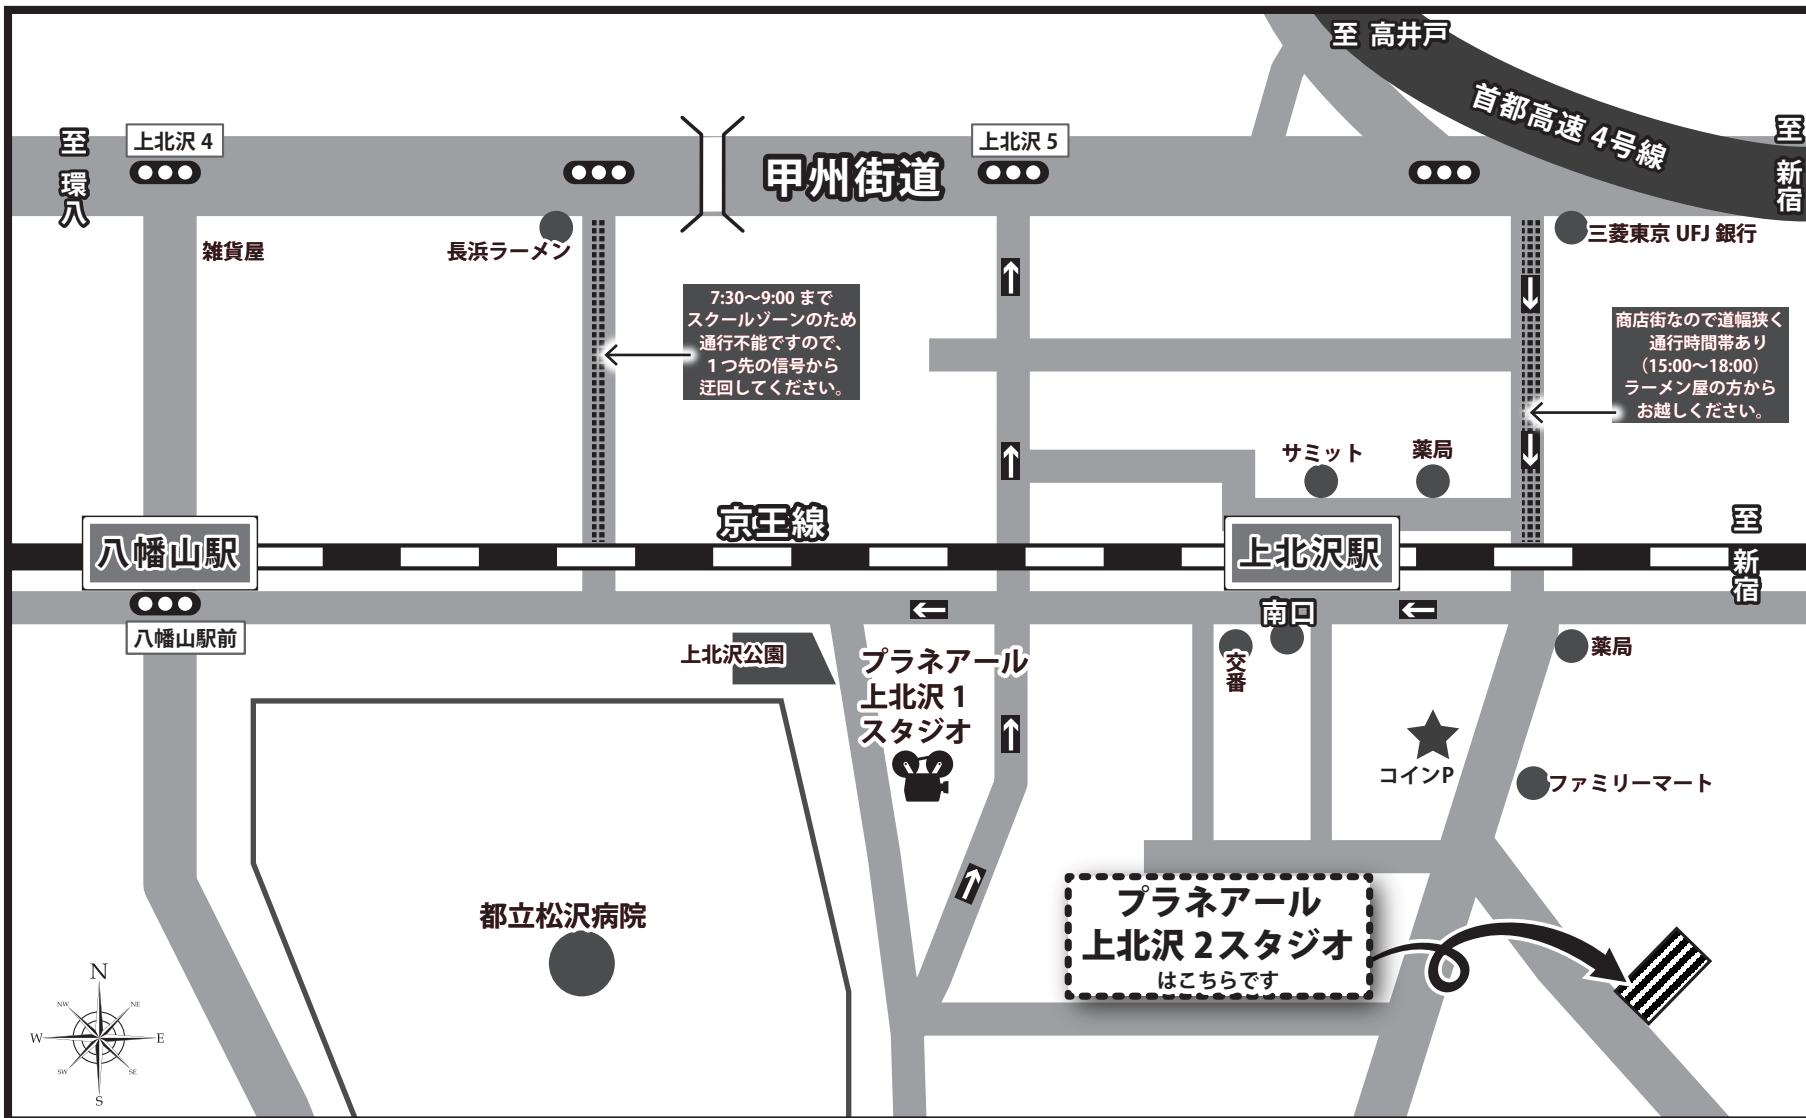 至 高井戸
首都高速 4号線
至 新宿
至 環八
上北沢 4
上北沢 5
甲州街道
雑貨屋
長浜ラーメン
三菱東京 UFJ 銀行
7:30〜9:00 まで
スクールゾーンのため
通行不能ですので、
1 つ先の信号から
迂回してください。
商店街なので道幅狭く
通行時間帯あり
（15:00〜18:00）
ラーメン屋の方から
お越しください。
サミット
薬局
京王線
八幡山駅
上北沢駅
至 新宿
南口
八幡山駅前
上北沢公園
プラネアール
上北沢 1
スタジオ
交番
薬局
コインP
ファミリーマート
都立松沢病院
プラネアール
上北沢 2スタジオ
はこちらです
N
NW
NE
W
E
SW
SE
S